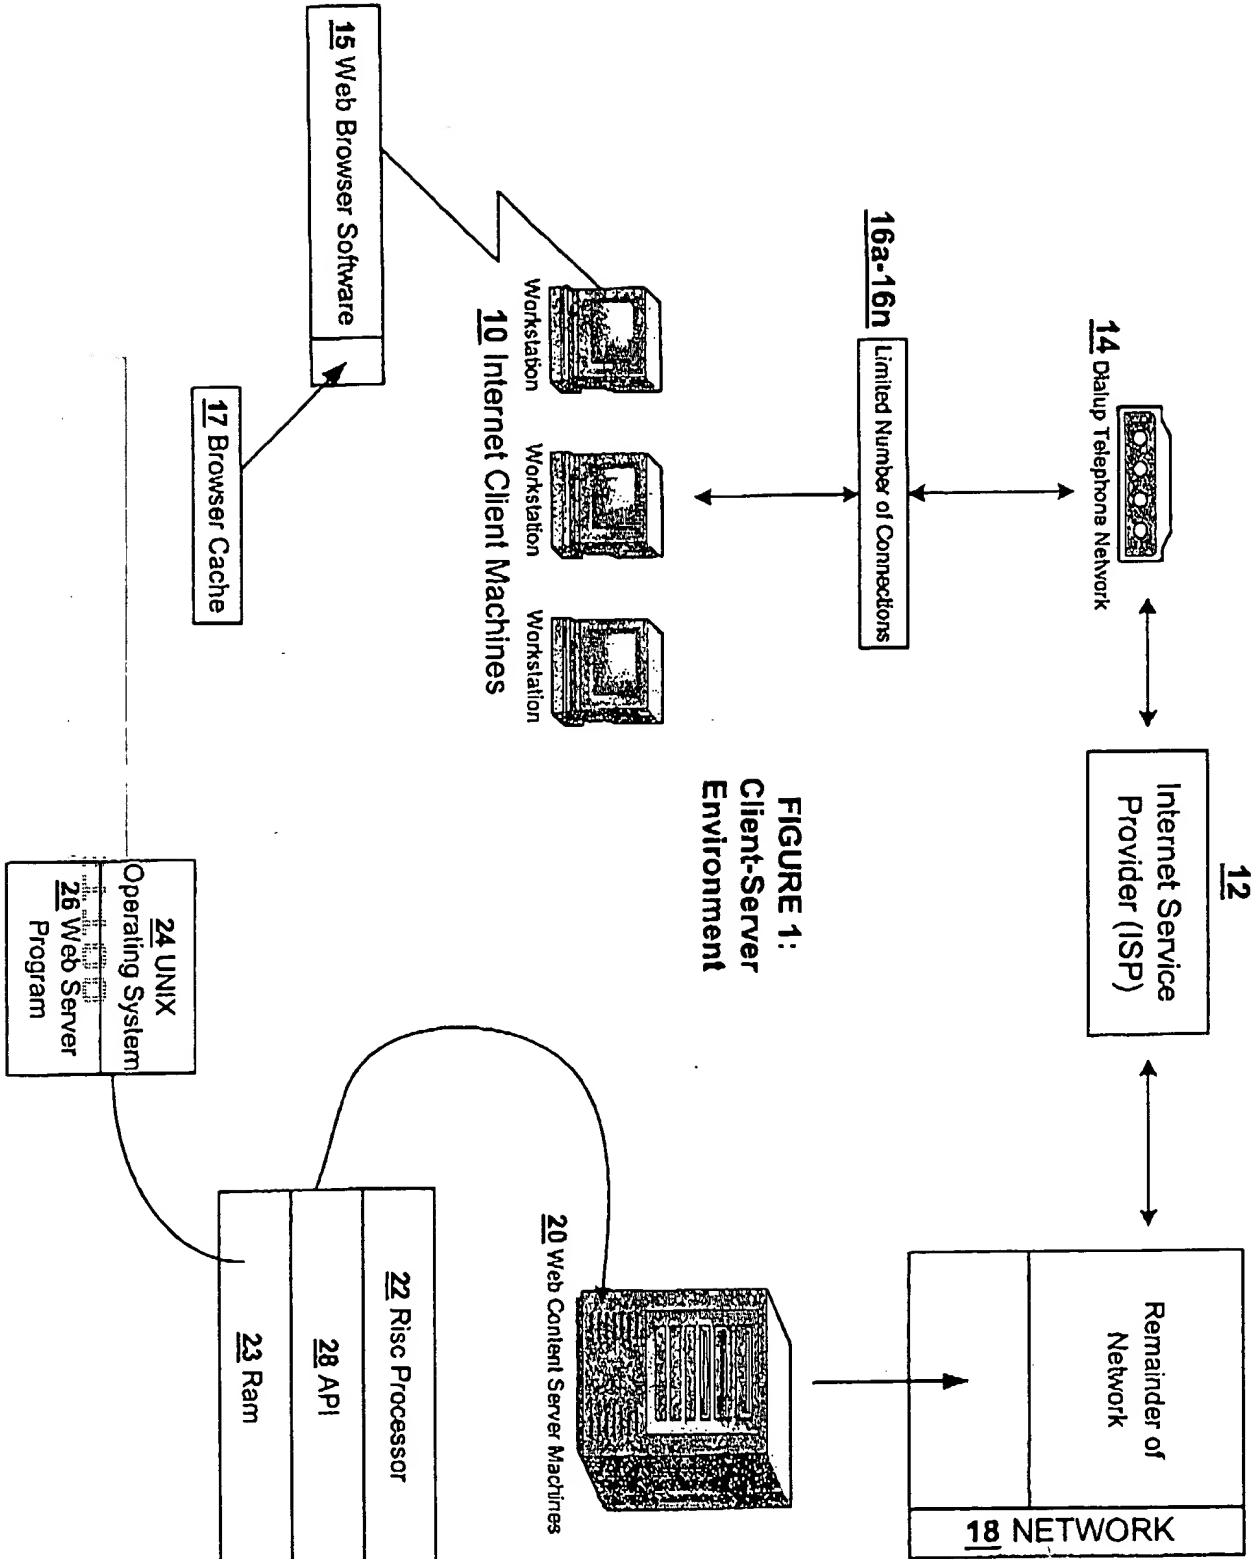 12
Internet Service
Provider (ISP)
Remainder of
Network
18 NETWORK
14 Dialup Telephone Network
16a-16n
Limited Number of Connections
Workstation
Workstation
Workstation
10 Internet Client Machines
FIGURE 1:
Client-Server
Environment
20 Web Content Server Machines
15 Web Browser Software
17 Browser Cache
22 Risc Processor
28 API
23 Ram
24 UNIX
Operating System
26 Web Server
Program